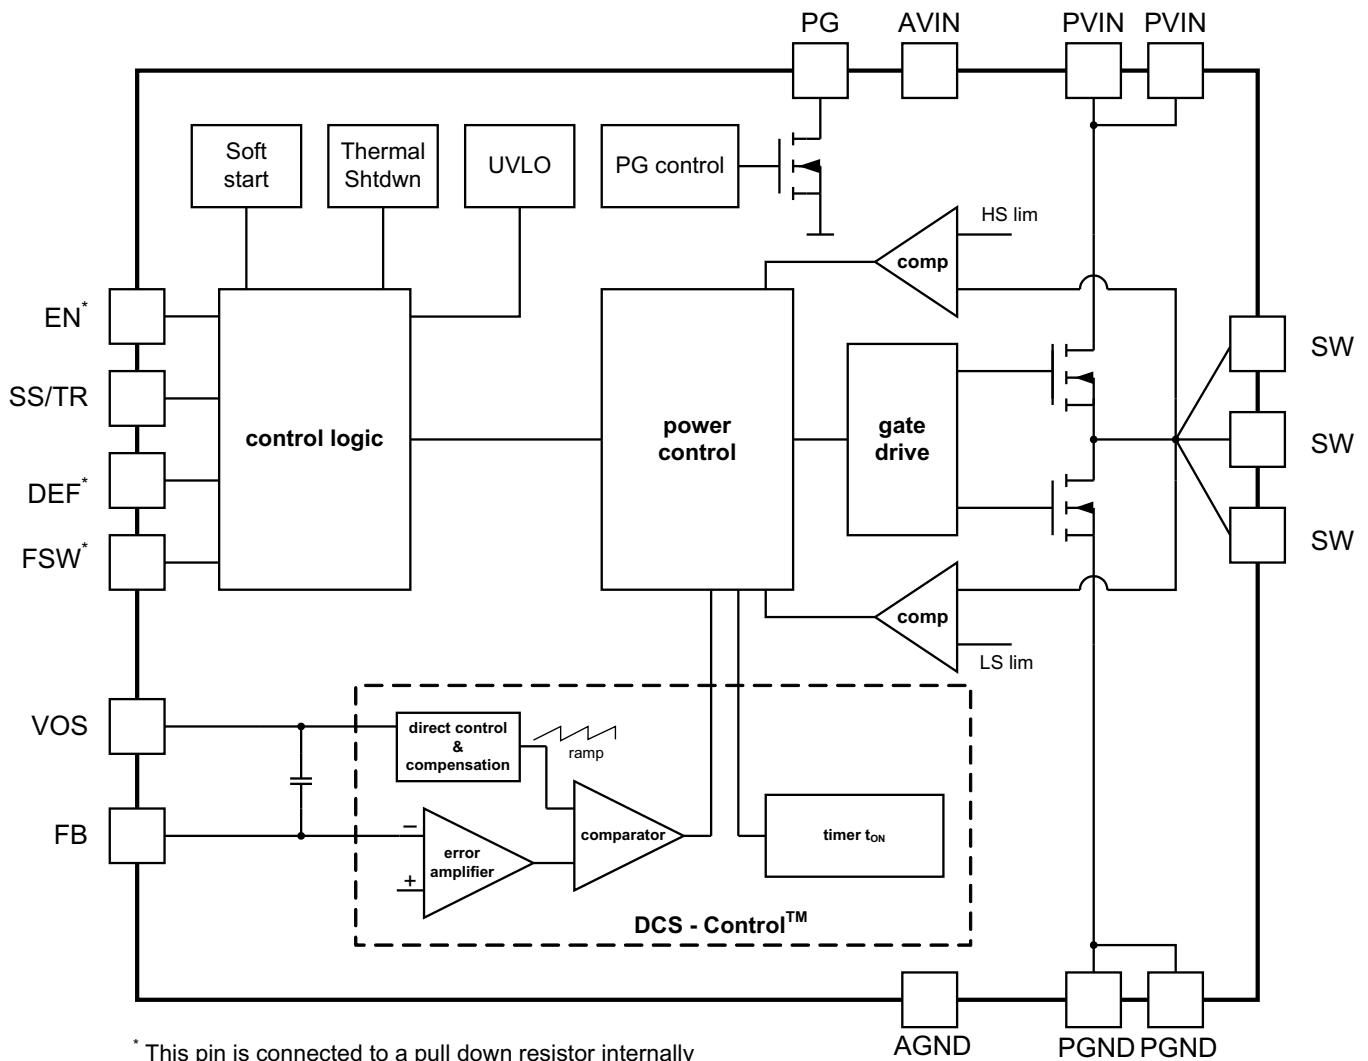 PG
AVIN
PVIN
PVIN
Soft
start
Thermal
Shtdwn
UVLO
PG control
HS lim
comp
EN*
SS/TR
DEF*
FSW*
control logic
power
control
gate
drive
SW
SW
SW
comp
LS lim
VOS
FB
direct control
&
compensation
ramp
−
+
error
amplifier
comparator
timer tON
DCS - Control™
* This pin is connected to a pull down resistor internally
AGND
PGND
PGND